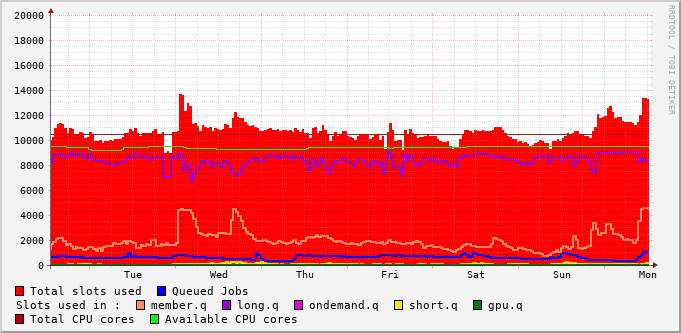 RRDTOOL / TOBI OETIKER
20000
18000
16000
14000
12000
10000
8000
6000
4000
2000
0
Tue Wed Thu Fri Sat Sun Mon
Total slots used Queued Jobs
Slots used in : member.q long.q ondemand.q short.q gpu.q
Total CPU cores Available CPU cores